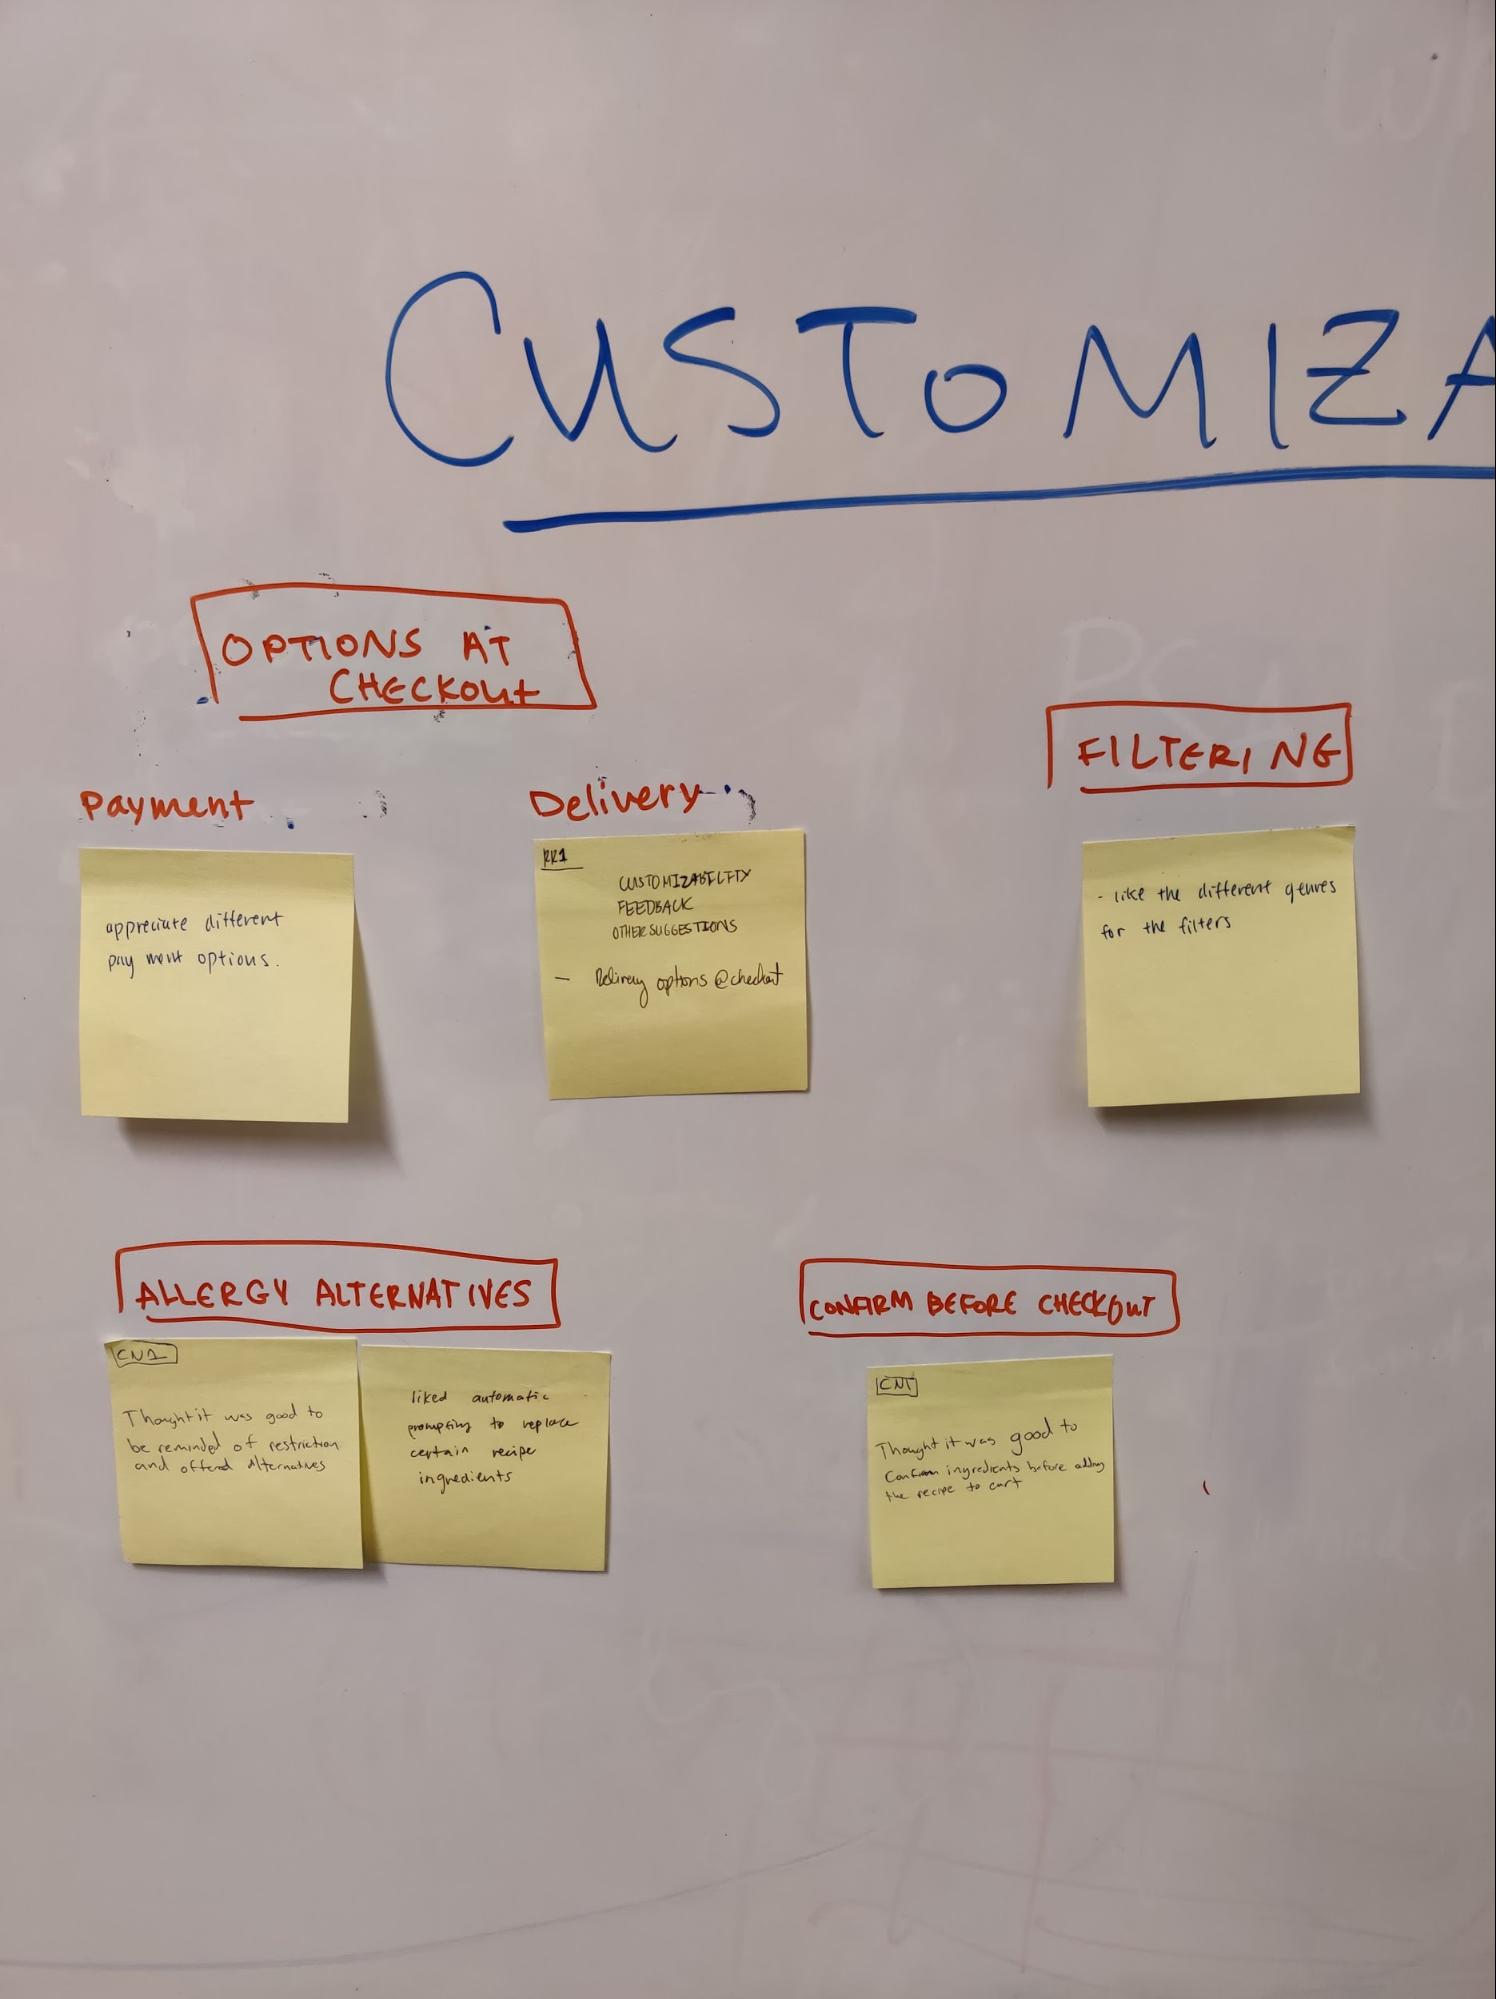 CUSTOMIZA
OPTIONS AT
CHECKOUT
Payment
Delivery
FILTERING
appreciate different
payment options.
RR1
CUSTOMIZABILITY
FEEDBACK
OTHER SUGGESTIONS
- Delivery options @checkout
- like the different genres
for the filters
ALLERGY ALTERNATIVES
CONFIRM BEFORE CHECKOUT
CN1
Thought it was good to
be reminded of restriction
and offered alternatives
liked automatic
prompting to replace
certain recipe
ingredients
CN1
Thought it was good to
Confirm ingredients before adding
the recipe to cart